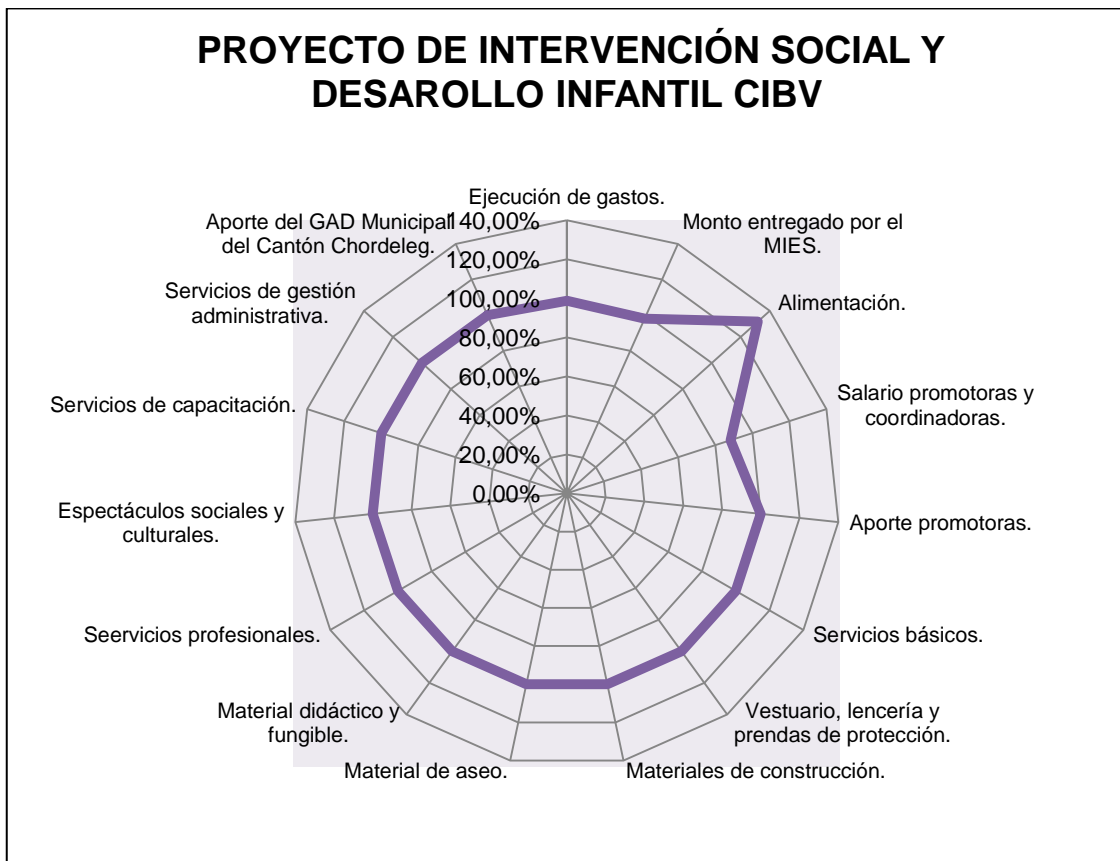 PROYECTO DE INTERVENCIÓN SOCIAL Y
DESAROLLO INFANTIL CIBV
Ejecución de gastos.
Monto entregado por el
MIES.
Alimentación.
Salario promotoras y
coordinadoras.
Aporte promotoras.
Servicios básicos.
Vestuario, lencería y
prendas de protección.
Materiales de construcción.
Material de aseo.
Material didáctico y
fungible.
Seervicios profesionales.
Espectáculos sociales y
culturales.
Servicios de capacitación.
Servicios de gestión
administrativa.
Aporte del GAD Municipal
del Cantón Chordeleg.
140,00%
120,00%
100,00%
80,00%
60,00%
40,00%
20,00%
0,00%